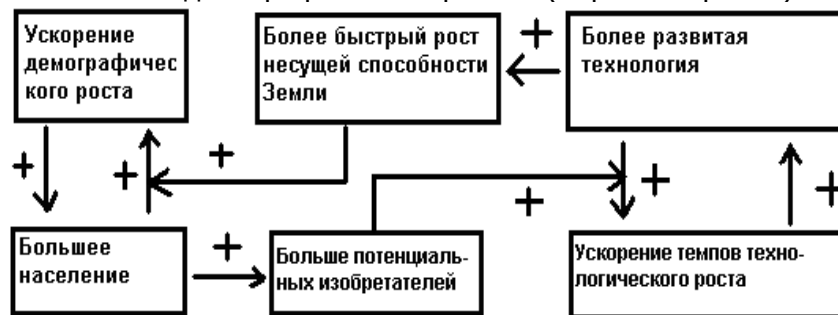 Ускорение
демографичес
кого роста
Более быстрый рост
несущей способности
Земли
Более развитая
технология
+
+
+
+
+
+
+
+
Большее
население
Больше потенциаль-
ных изобретателей
Ускорение темпов техно-
логического роста